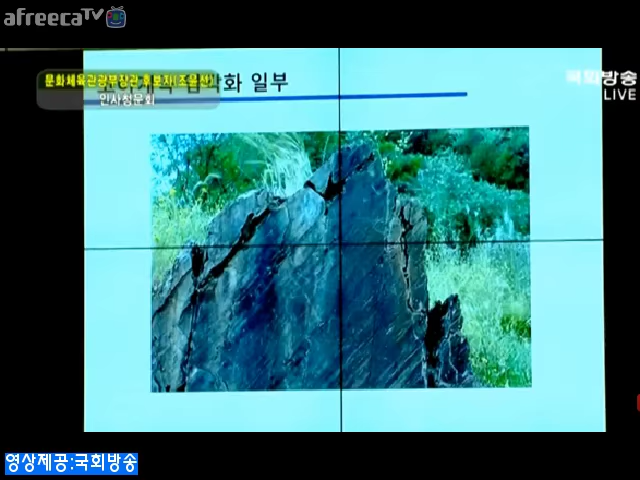 afreecaTV
문화체육관광부장관 후보자(조윤선)
인사청문회
화 일부
국회방송
LIVE
영상제공:국회방송